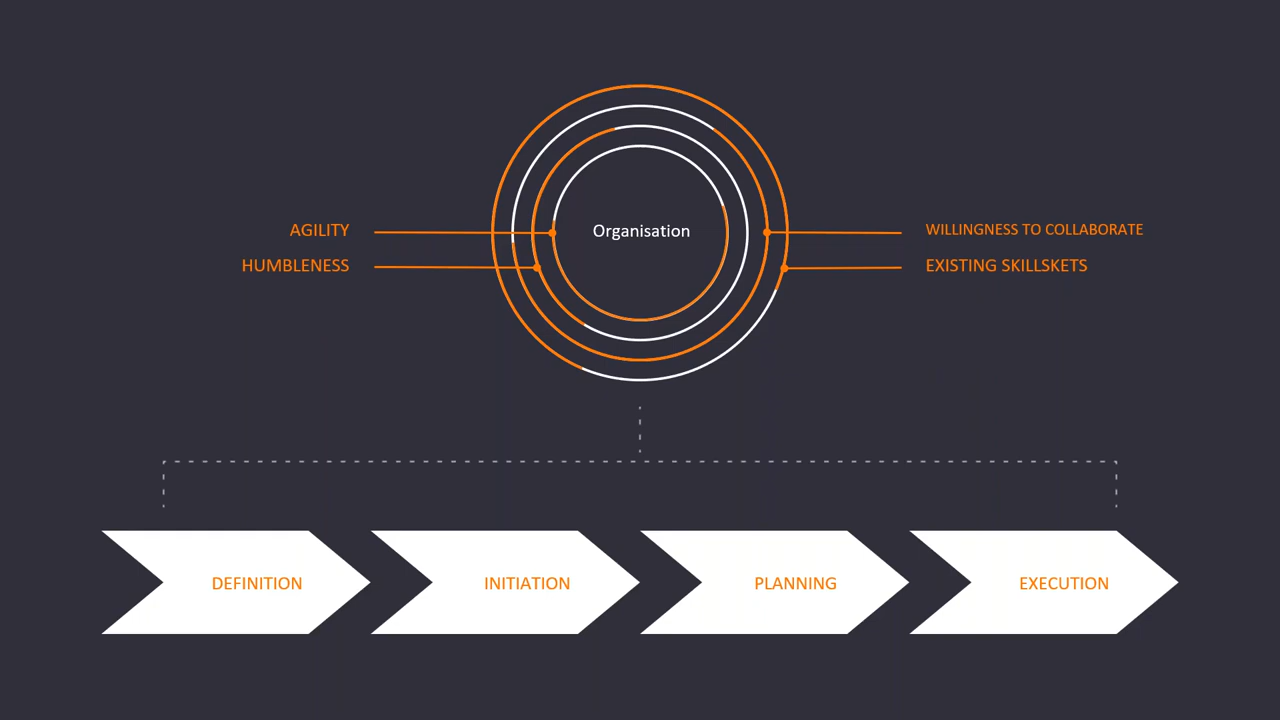 Organisation
AGILITY
HUMBLENESS
WILLINGNESS TO COLLABORATE
EXISTING SKILLSKETS
DEFINITION
INITIATION
PLANNING
EXECUTION